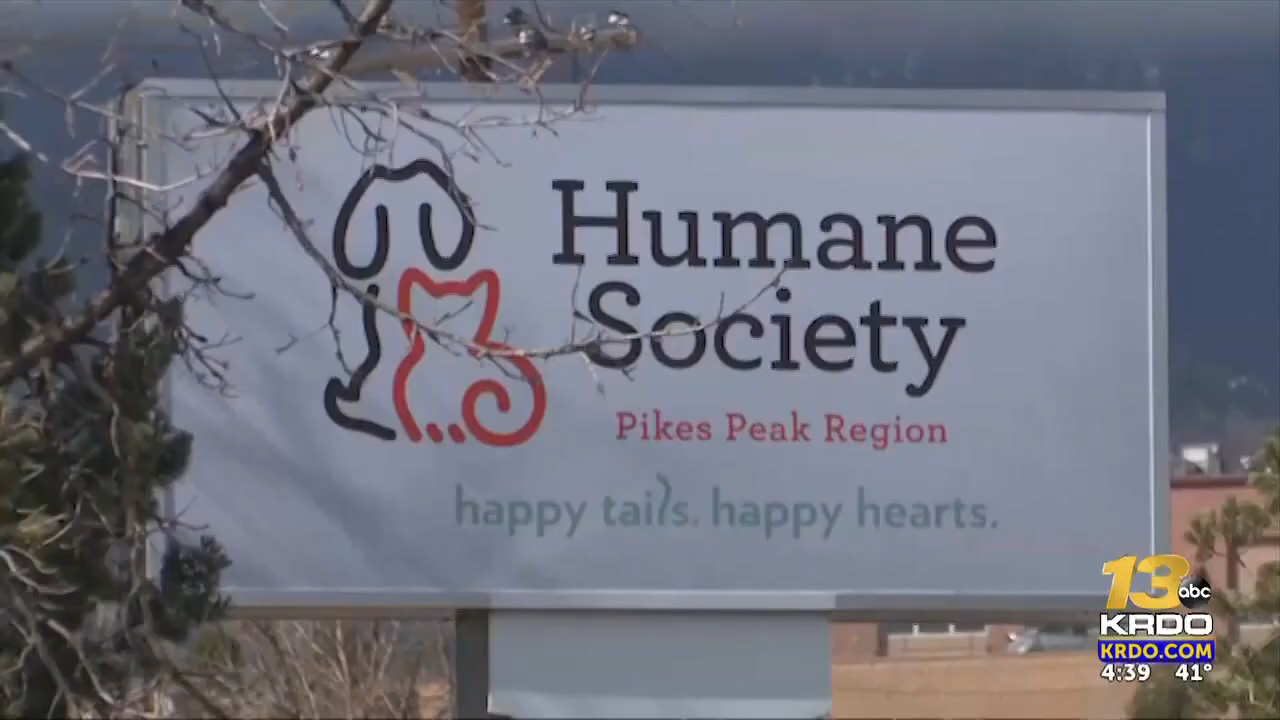 Humane
Society
Pikes Peak Region
happy tails. happy hearts.
13 abc
KRDO
KRDO.COM
4:39 41°